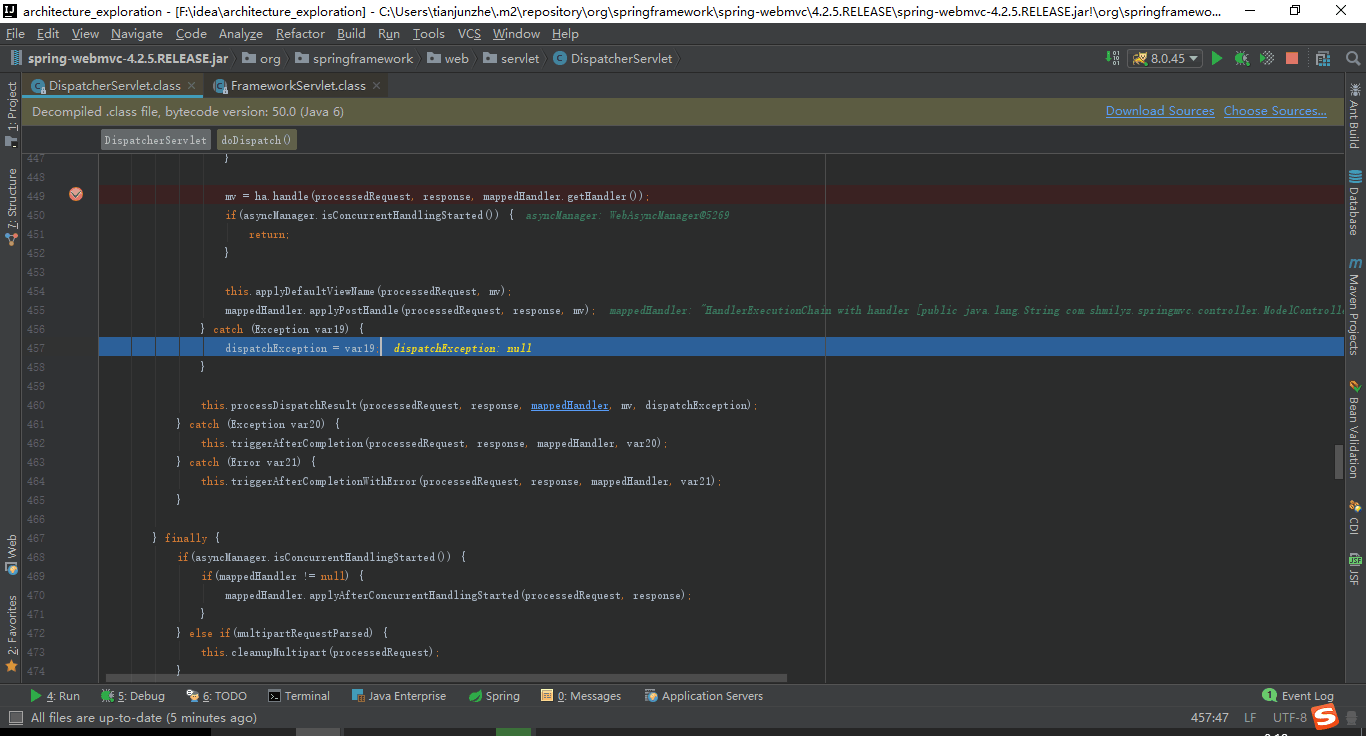 architecture_exploration - [F:\idea\architecture_exploration] - C:\Users\tianjunzhe\.m2\repository\org\springframework\spring-webmvc\4.2.5.RELEASE\spring-webmvc-4.2.5.RELEASE.jar!\org\springframewo...
File Edit View Navigate Code Analyze Refactor Build Run Tools VCS Window Help
spring-webmvc-4.2.5.RELEASE.jar org springframework web servlet DispatcherServlet 8.0.45
DispatcherServlet.class FrameworkServlet.class
Decompiled .class file, bytecode version: 50.0 (Java 6) Download Sources Choose Sources...
DispatcherServlet doDispatch()
447 }
448
449 mv = ha.handle(processedRequest, response, mappedHandler.getHandler());
450 if(asyncManager.isConcurrentHandlingStarted()) { asyncManager: WebAsyncManager@5269
451 return;
452 }
453
454 this.applyDefaultViewName(processedRequest, mv);
455 mappedHandler.applyPostHandle(processedRequest, response, mv); mappedHandler: "HandlerExecutionChain with handler [public java.lang.String com.shmilyz.springmvc.controller.ModelControlle
456 } catch (Exception var19) {
457 dispatchException = var19; dispatchException: null
458 }
459
460 this.processDispatchResult(processedRequest, response, mappedHandler, mv, dispatchException);
461 } catch (Exception var20) {
462 this.triggerAfterCompletion(processedRequest, response, mappedHandler, var20);
463 } catch (Error var21) {
464 this.triggerAfterCompletionWithError(processedRequest, response, mappedHandler, var21);
465 }
466
467 } finally {
468 if(asyncManager.isConcurrentHandlingStarted()) {
469 if(mappedHandler != null) {
470 mappedHandler.applyAfterConcurrentHandlingStarted(processedRequest, response);
471 }
472 } else if(multipartRequestParsed) {
473 this.cleanupMultipart(processedRequest);
474 }
1: Project
7: Structure
Web
2: Favorites
Ant Build
Database
Maven Projects
Bean Validation
CDI
JSF
4: Run 5: Debug 6: TODO Terminal Java Enterprise Spring 0: Messages Application Servers 1 Event Log
All files are up-to-date (5 minutes ago) 457:47 LF UTF-8